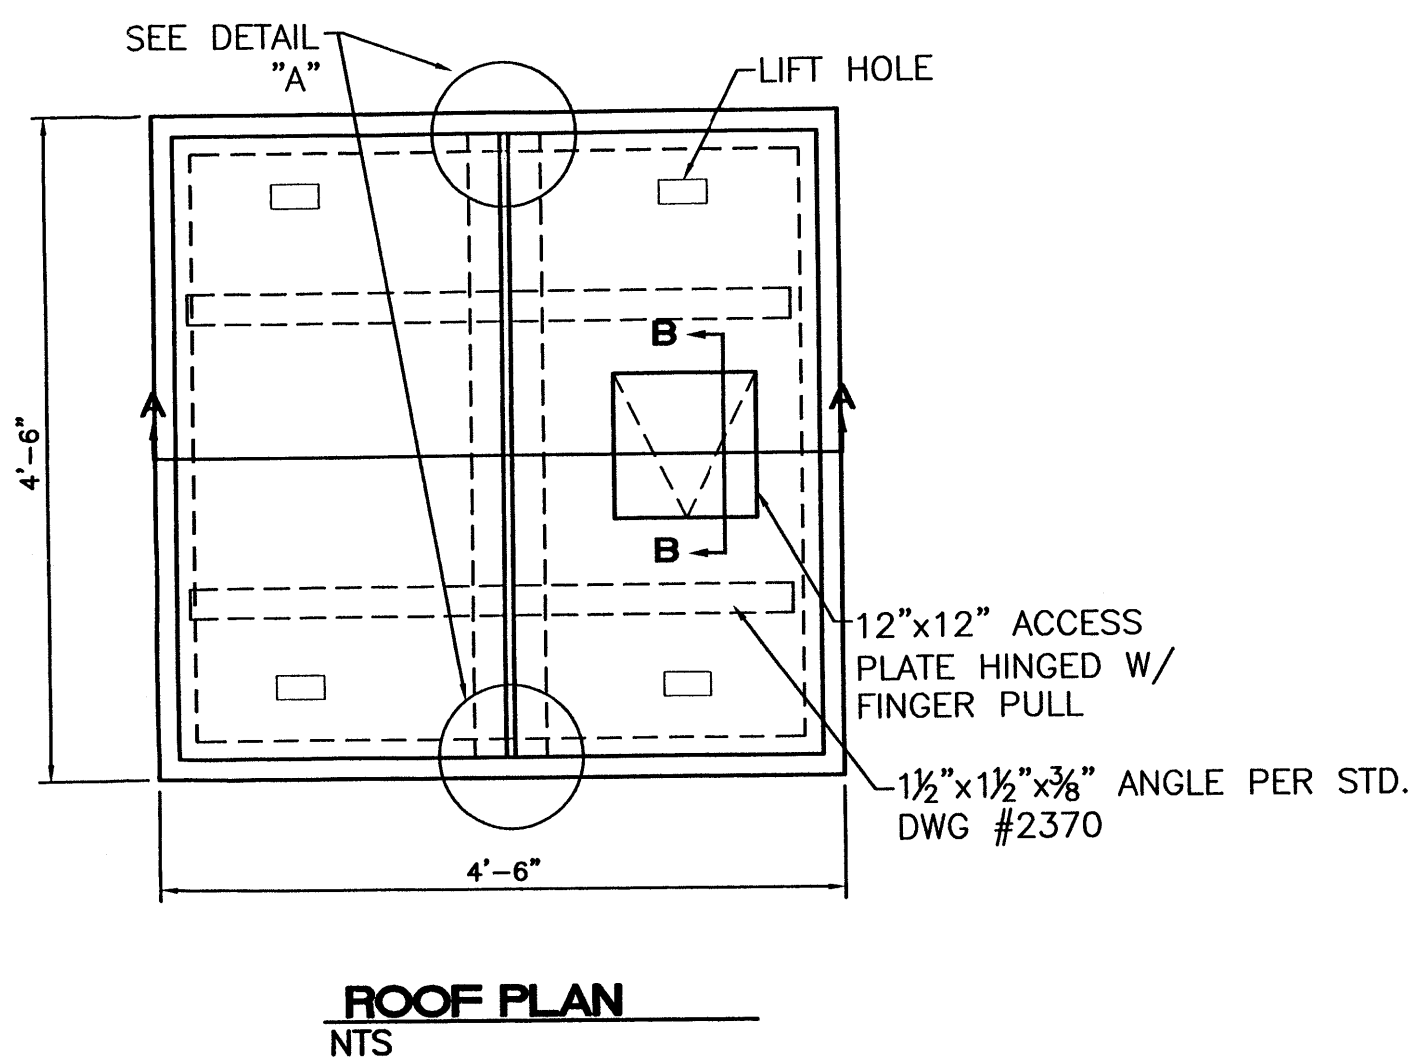 SEE DETAIL
"A"
LIFT HOLE
A
A
4'-6"
B
B
12"x12" ACCESS
PLATE HINGED W/
FINGER PULL
1½"x1½"x⅜" ANGLE PER STD.
DWG #2370
4'-6"
ROOF PLAN
NTS